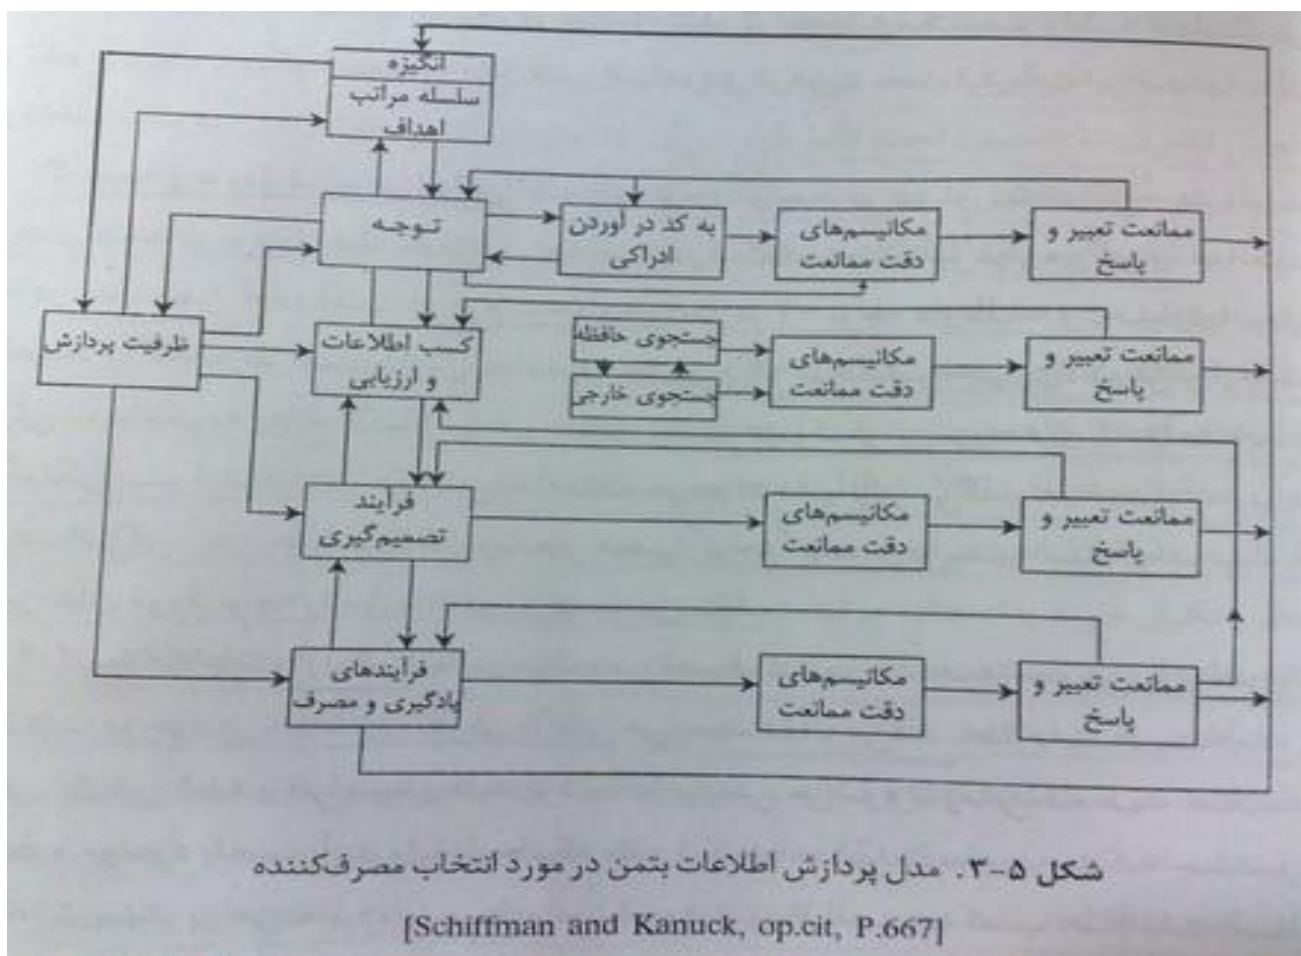 انگیزه
سلسله مراتب
اهداف
توجه
به کد در آوردن
ادراکی
مکانیسم‌های
دقت ممانعت
ممانعت تعبیر و
پاسخ
ظرفیت پردازش
کسب اطلاعات
و ارزیابی
جستجوی حافظه
جستجوی خارجی
مکانیسم‌های
دقت ممانعت
ممانعت تعبیر و
پاسخ
فرآیند
تصمیم‌گیری
مکانیسم‌های
دقت ممانعت
ممانعت تعبیر و
پاسخ
فرآیندهای
یادگیری و مصرف
مکانیسم‌های
دقت ممانعت
ممانعت تعبیر و
پاسخ
شکل ۵-۳. مدل پردازش اطلاعات بتمن در مورد انتخاب مصرف‌کننده
[Schiffman and Kanuck, op.cit, P.667]